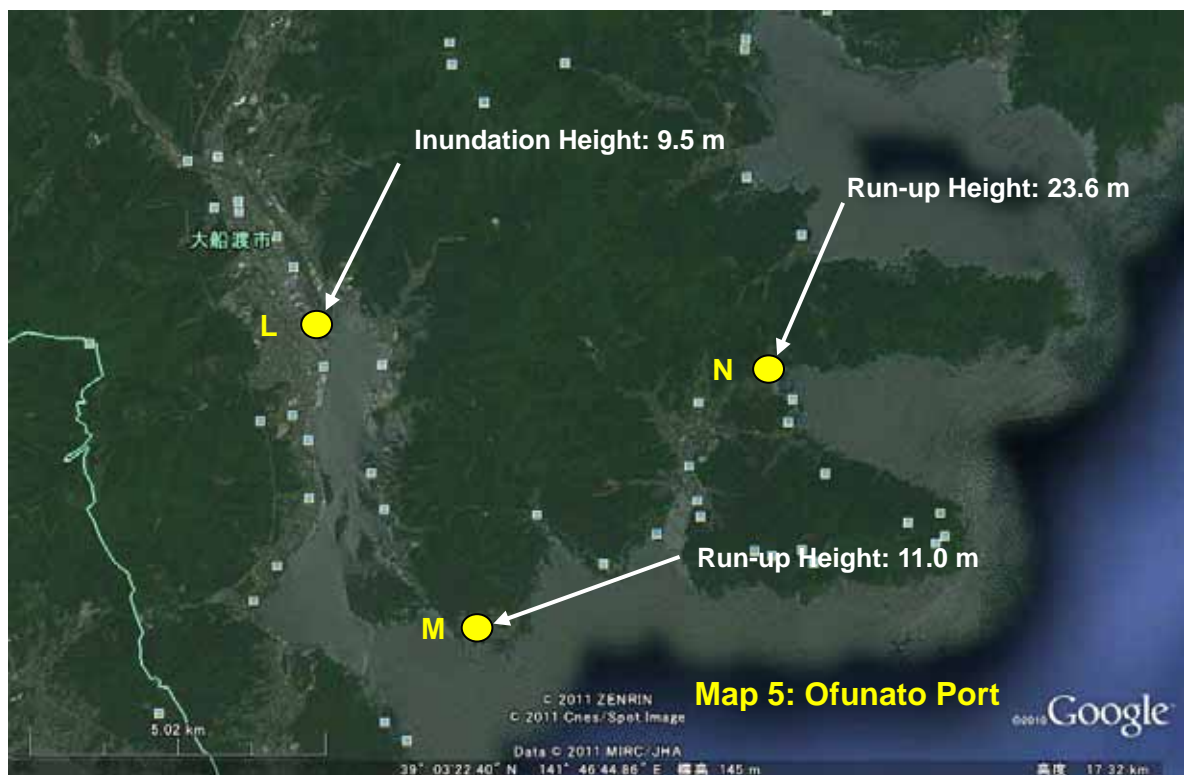 Inundation Height: 9.5 m
Run-up Height: 23.6 m
大船渡市
L
N
Run-up Height: 11.0 m
M
Map 5: Ofunato Port
© 2011 ZENRIN
© 2011 Cnes/Spot Image
©2010 Google
5.02 km
Data © 2011 MIRC/JHA
39° 03'22.40" N 141° 46'44.86" E 標高 145 m
高度 17.32 km